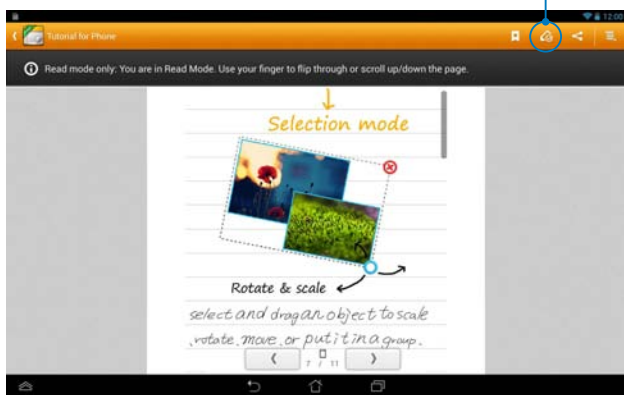 12:00
Tutorial for Phone
Read mode only: You are in Read Mode. Use your finger to flip through or scroll up/down the page.
Selection mode
Rotate & scale
select and drag an object to scale
,rotate, move, or put it in a group.
7 / 11